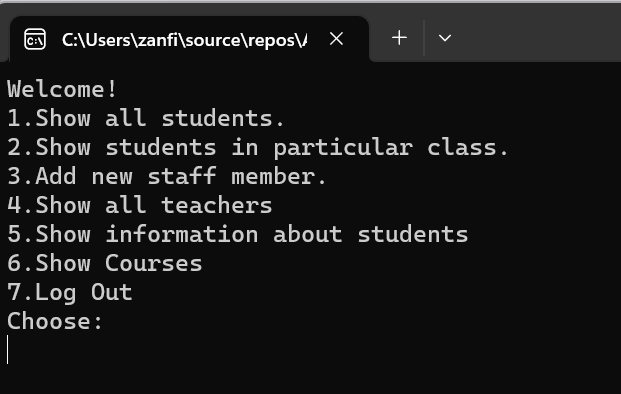 C:\Users\zanfi\source\repos\
Welcome!
1.Show all students.
2.Show students in particular class.
3.Add new staff member.
4.Show all teachers
5.Show information about students
6.Show Courses
7.Log Out
Choose: